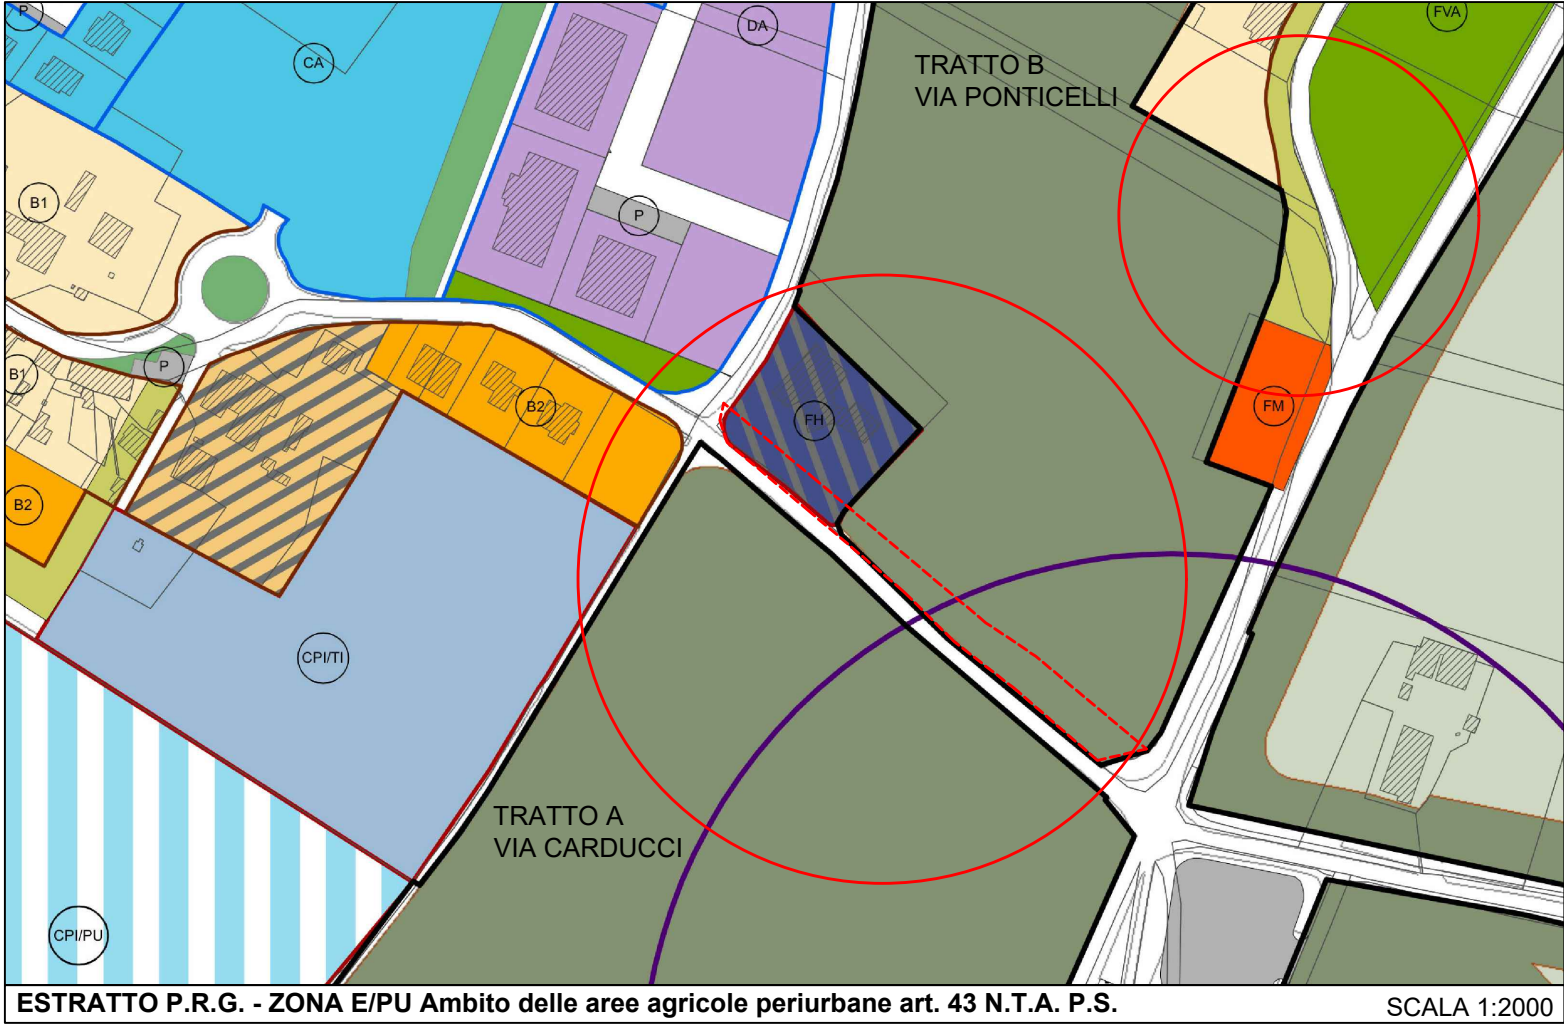 P
CA
DA
FVA
TRATTO B
VIA PONTICELLI
B1
P
B1
P
B2
FH
FM
B2
CPI/TI
TRATTO A
VIA CARDUCCI
CPI/PU
ESTRATTO P.R.G. - ZONA E/PU Ambito delle aree agricole periurbane art. 43 N.T.A. P.S.
SCALA 1:2000